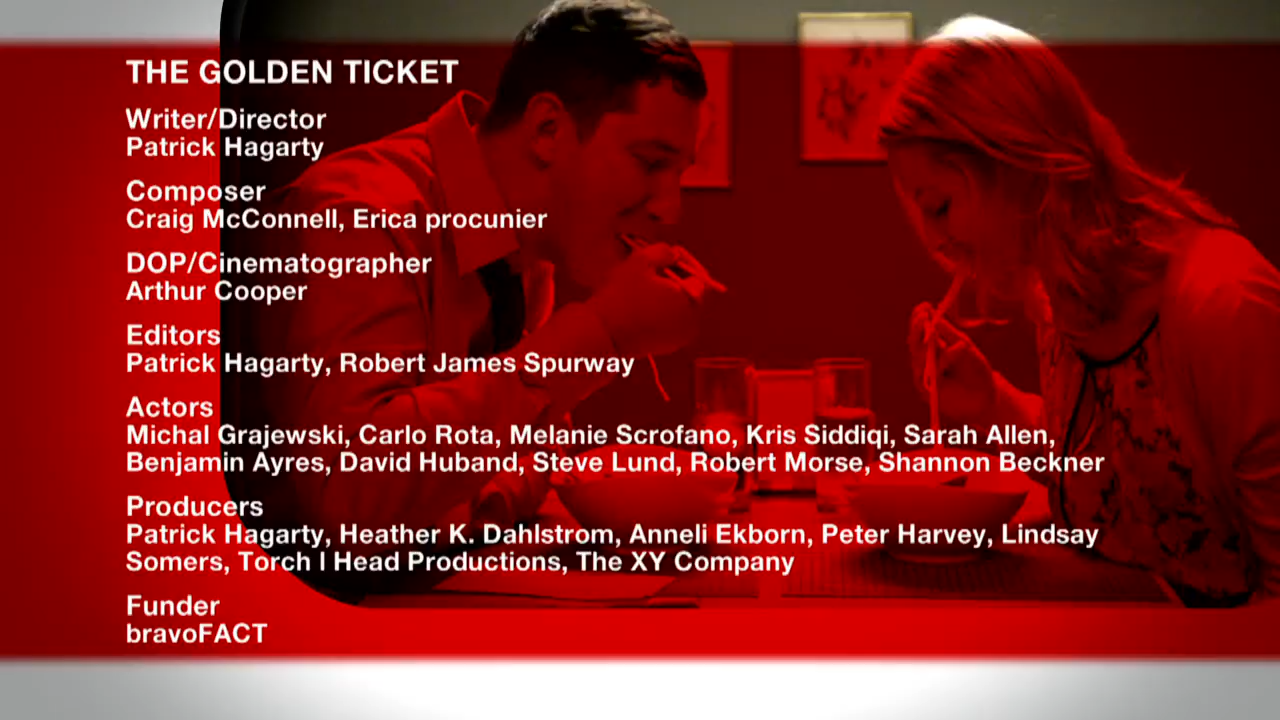 THE GOLDEN TICKET
Writer/Director
Patrick Hagarty
Composer
Craig McConnell, Erica procunier
DOP/Cinematographer
Arthur Cooper
Editors
Patrick Hagarty, Robert James Spurway
Actors
Michal Grajewski, Carlo Rota, Melanie Scrofano, Kris Siddiqi, Sarah Allen,
Benjamin Ayres, David Huband, Steve Lund, Robert Morse, Shannon Beckner
Producers
Patrick Hagarty, Heather K. Dahlstrom, Anneli Ekborn, Peter Harvey, Lindsay
Somers, Torch I Head Productions, The XY Company
Funder
bravoFACT